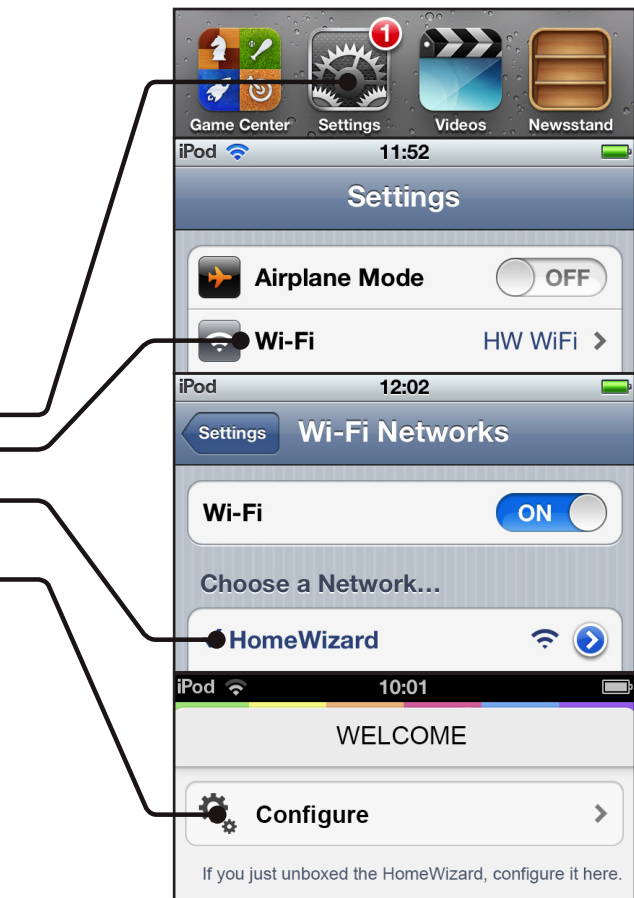 1
Game Center Settings Videos Newsstand
iPod 11:52
Settings
Airplane Mode OFF
Wi-Fi HW WiFi
iPod 12:02
Settings Wi-Fi Networks
Wi-Fi ON
Choose a Network...
HomeWizard
iPod 10:01
WELCOME
Configure
If you just unboxed the HomeWizard, configure it here.